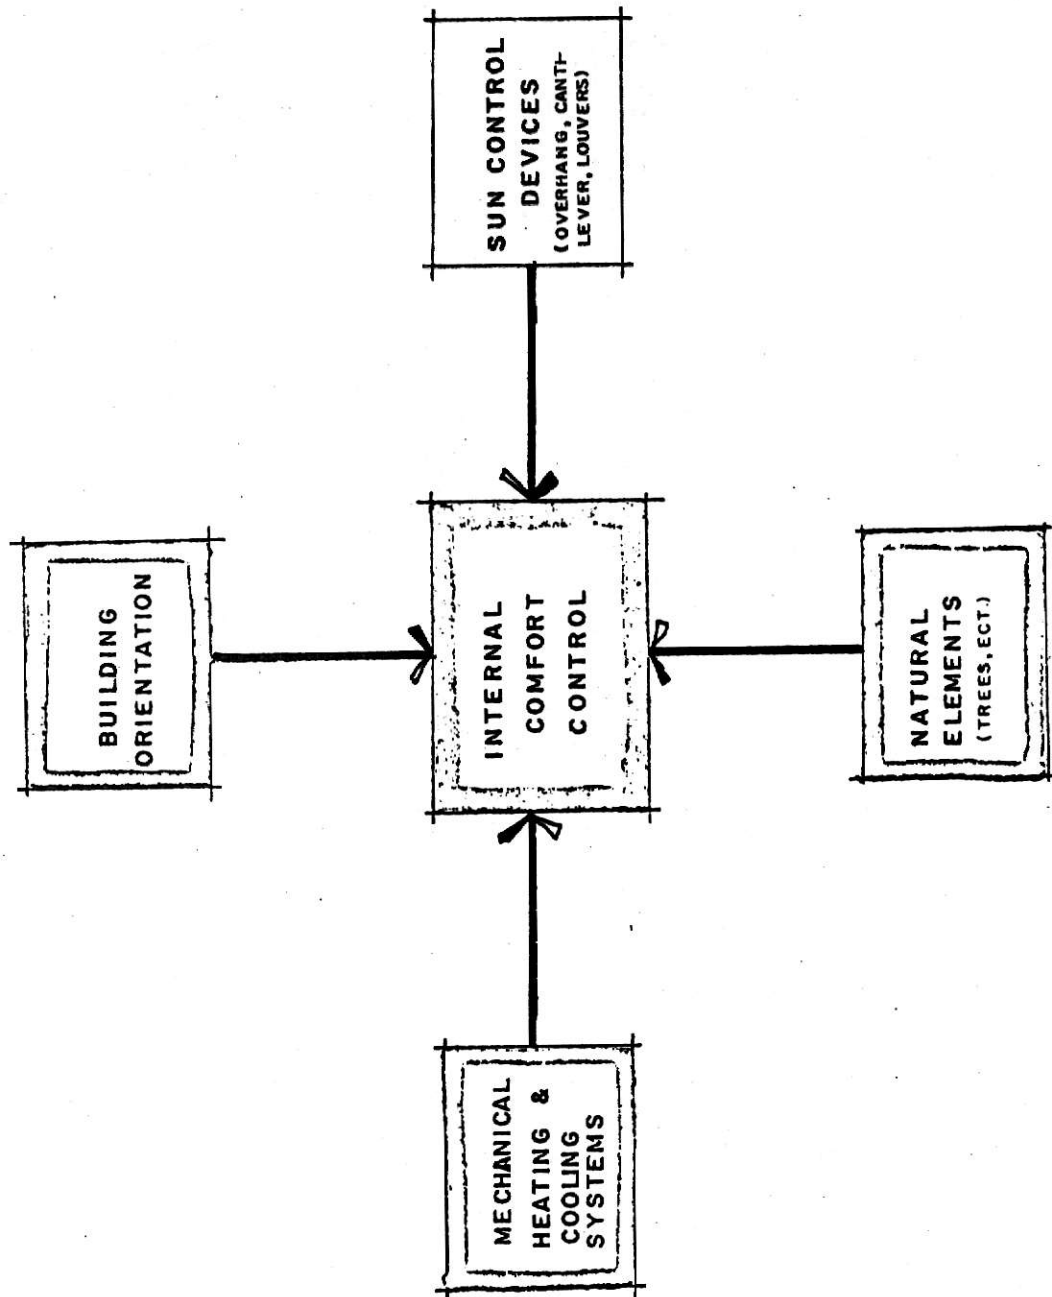 BUILDING
ORIENTATION
MECHANICAL
HEATING &
COOLING
SYSTEMS
INTERNAL
COMFORT
CONTROL
SUN CONTROL
DEVICES
(OVERHANG, CANTI-
LEVER, LOUVERS)
NATURAL
ELEMENTS
(TREES, ECT.)